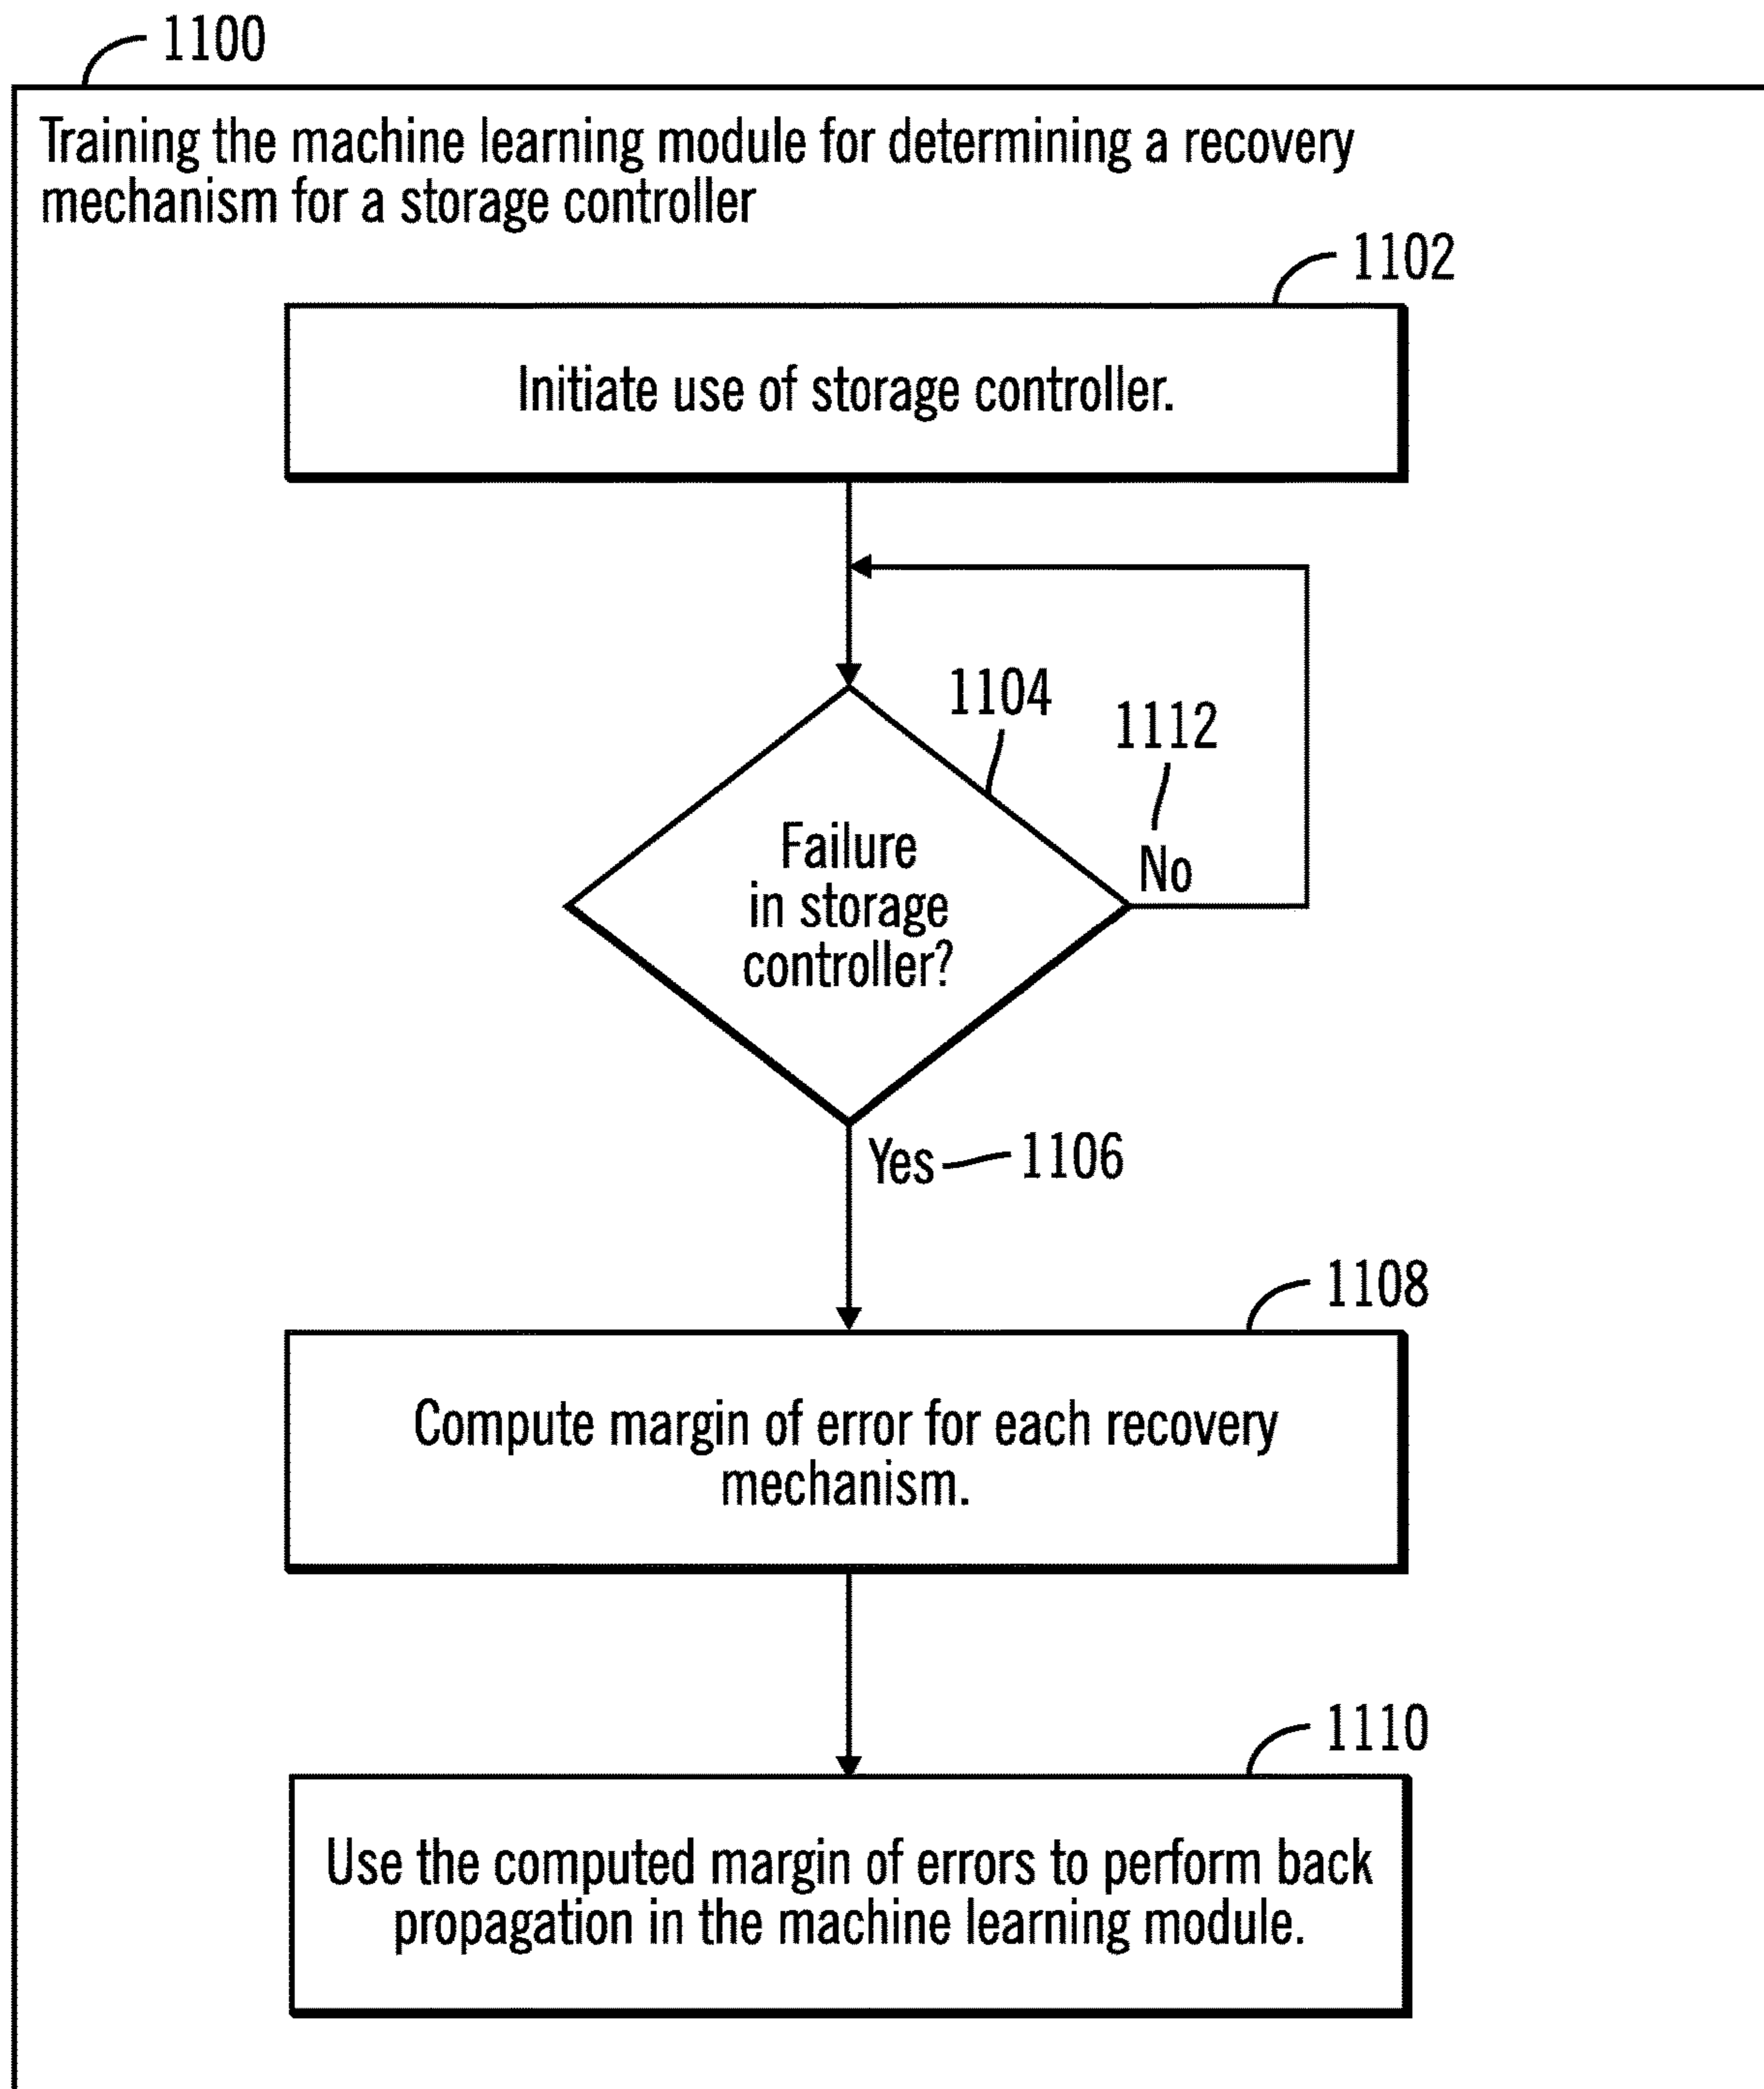 1100
Training the machine learning module for determining a recovery
mechanism for a storage controller
1102
Initiate use of storage controller.
1104
1112
Failure
in storage
controller?
No
Yes
1106
1108
Compute margin of error for each recovery
mechanism.
1110
Use the computed margin of errors to perform back
propagation in the machine learning module.